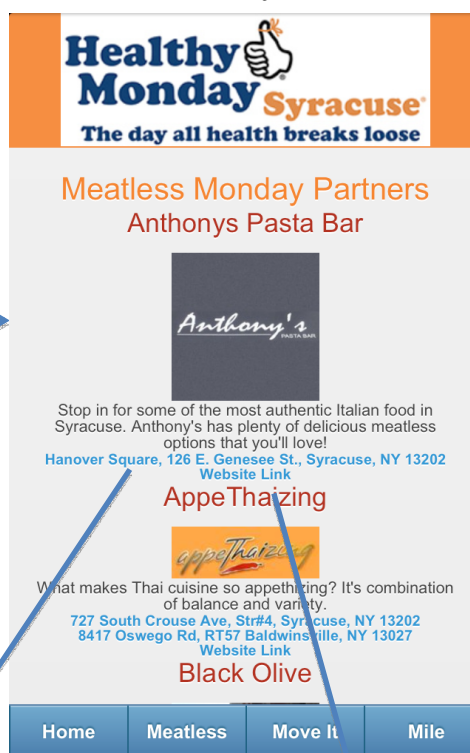 Healthy
Monday
Syracuse®
The day all health breaks loose
Meatless Monday Partners
Anthonys Pasta Bar
Anthony's
PASTA BAR
Stop in for some of the most authentic Italian food in
Syracuse. Anthony's has plenty of delicious meatless
options that you'll love!
Hanover Square, 126 E. Genesee St., Syracuse, NY 13202
Website Link
AppeThaizing
appeThaizing
What makes Thai cuisine so appethizing? It's combination
of balance and variety.
727 South Crouse Ave, Str#4, Syracuse, NY 13202
8417 Oswego Rd, RT57 Baldwinsville, NY 13027
Website Link
Black Olive
Home Meatless Move It Mile